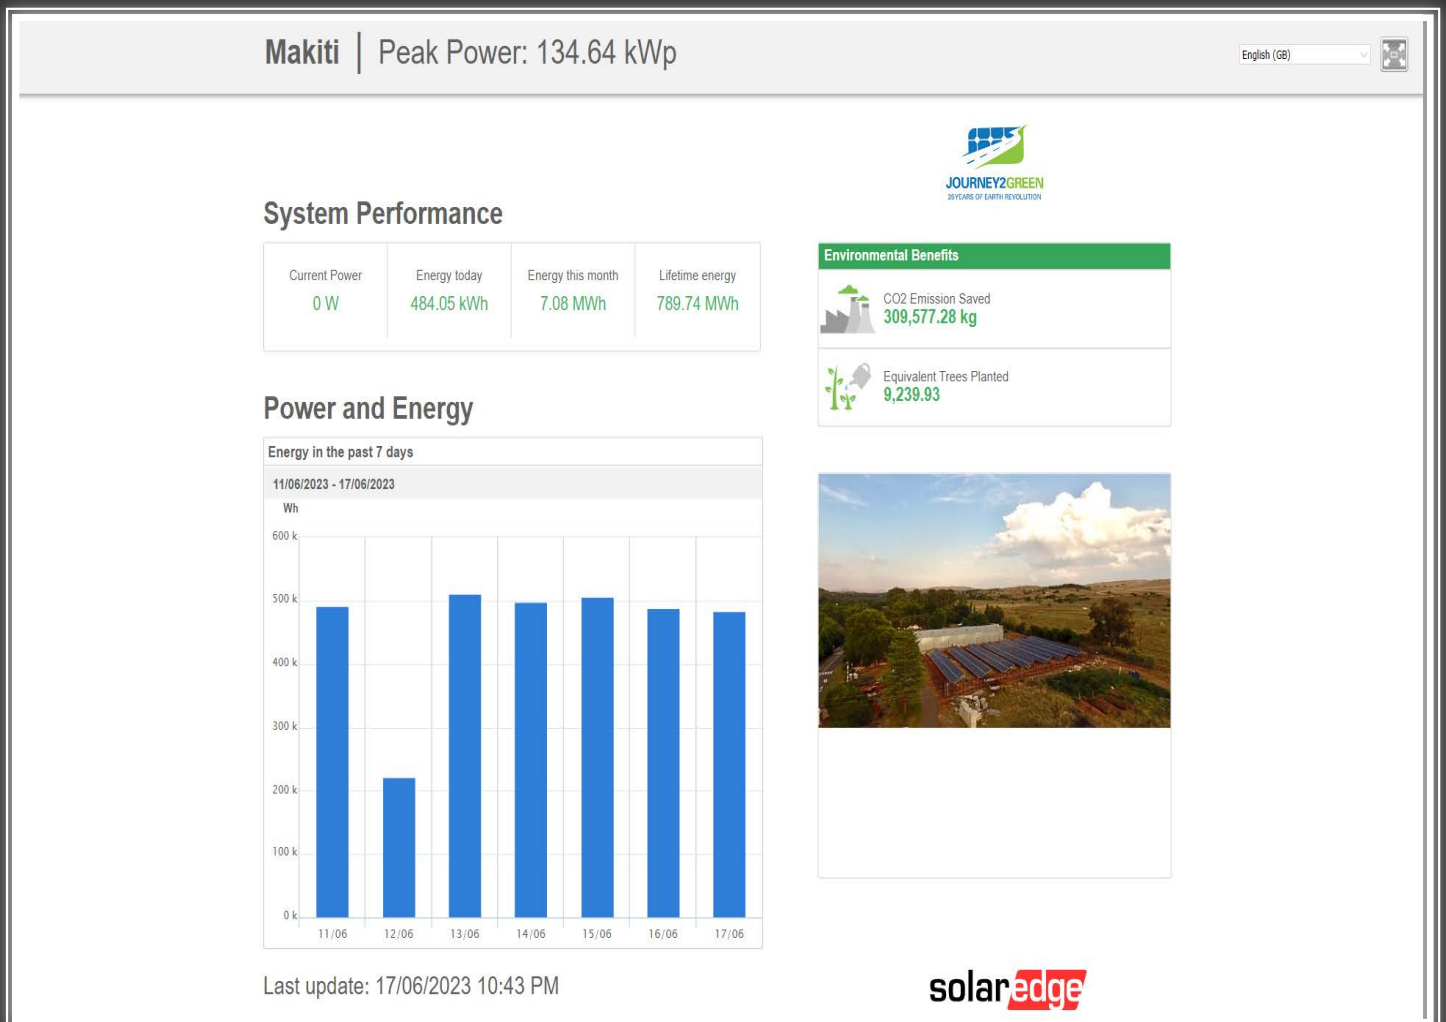 Makiti | Peak Power: 134.64 kWp
English (GB)
JOURNEY2GREEN
25YEARS OF EARTH REVOLUTION
System Performance
Current Power
0 W
Energy today
484.05 kWh
Energy this month
7.08 MWh
Lifetime energy
789.74 MWh
Environmental Benefits
CO2 Emission Saved
309,577.28 kg
Equivalent Trees Planted
9,239.93
Power and Energy
Energy in the past 7 days
11/06/2023 - 17/06/2023
Wh
600 k
500 k
400 k
300 k
200 k
100 k
0 k
11/06 12/06 13/06 14/06 15/06 16/06 17/06
Last update: 17/06/2023 10:43 PM
solaredge